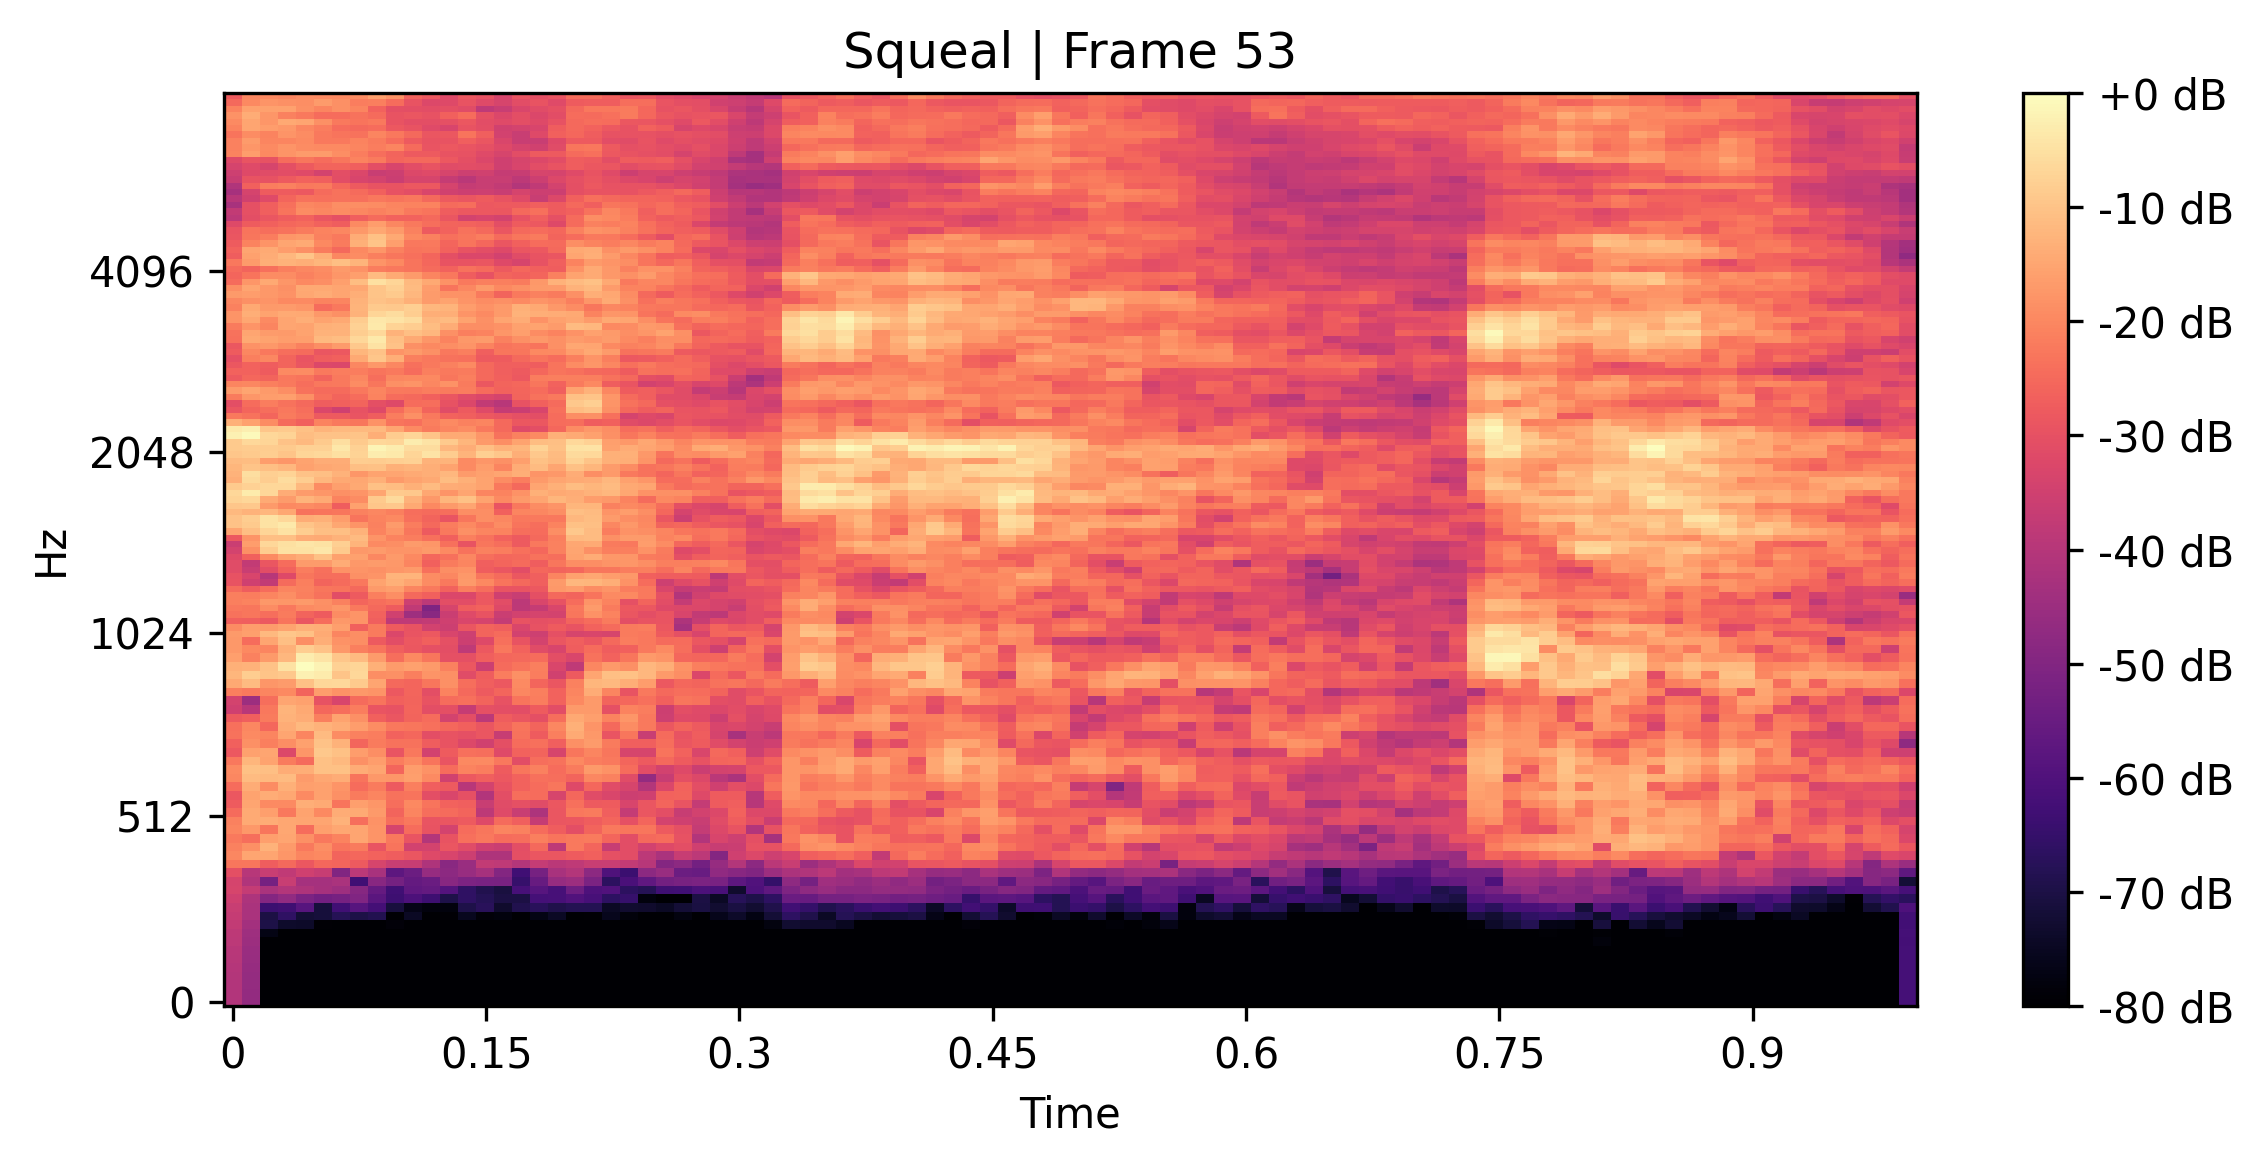 Squeal | Frame 53
+0 dB
-10 dB
-20 dB
-30 dB
-40 dB
-50 dB
-60 dB
-70 dB
-80 dB
4096
2048
1024
512
0
Hz
0 0.15 0.3 0.45 0.6 0.75 0.9
Time